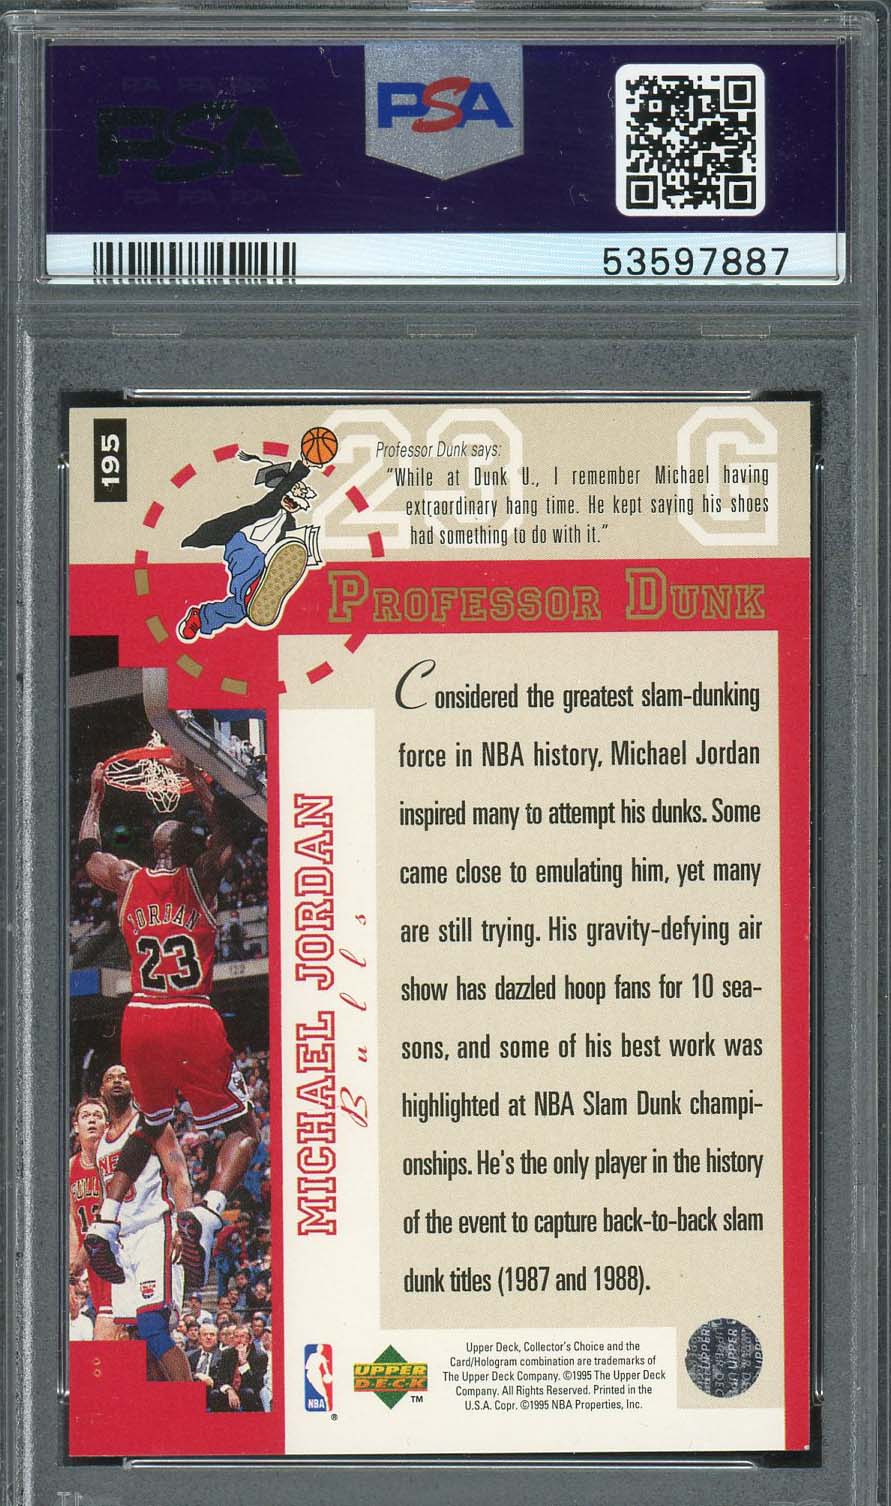 PSA
PSA
53597887
195
23 G
Professor Dunk says:
"While at Dunk U., I remember Michael having
extraordinary hang time. He kept saying his shoes
had something to do with it."
PROFESSOR DUNK
Considered the greatest slam-dunking
force in NBA history, Michael Jordan
inspired many to attempt his dunks. Some
came close to emulating him, yet many
are still trying. His gravity-defying air
show has dazzled hoop fans for 10 sea-
sons, and some of his best work was
highlighted at NBA Slam Dunk champi-
onships. He's the only player in the history
of the event to capture back-to-back slam
dunk titles (1987 and 1988).
MICHAEL JORDAN
Bulls
JORDAN
23
NBA
®
UPPER
DECK
™
Upper Deck, Collector's Choice and the
Card/Hologram combination are trademarks of
The Upper Deck Company. ©1995 The Upper Deck
Company. All Rights Reserved. Printed in the
U.S.A. Copr. ©1995 NBA Properties, Inc.